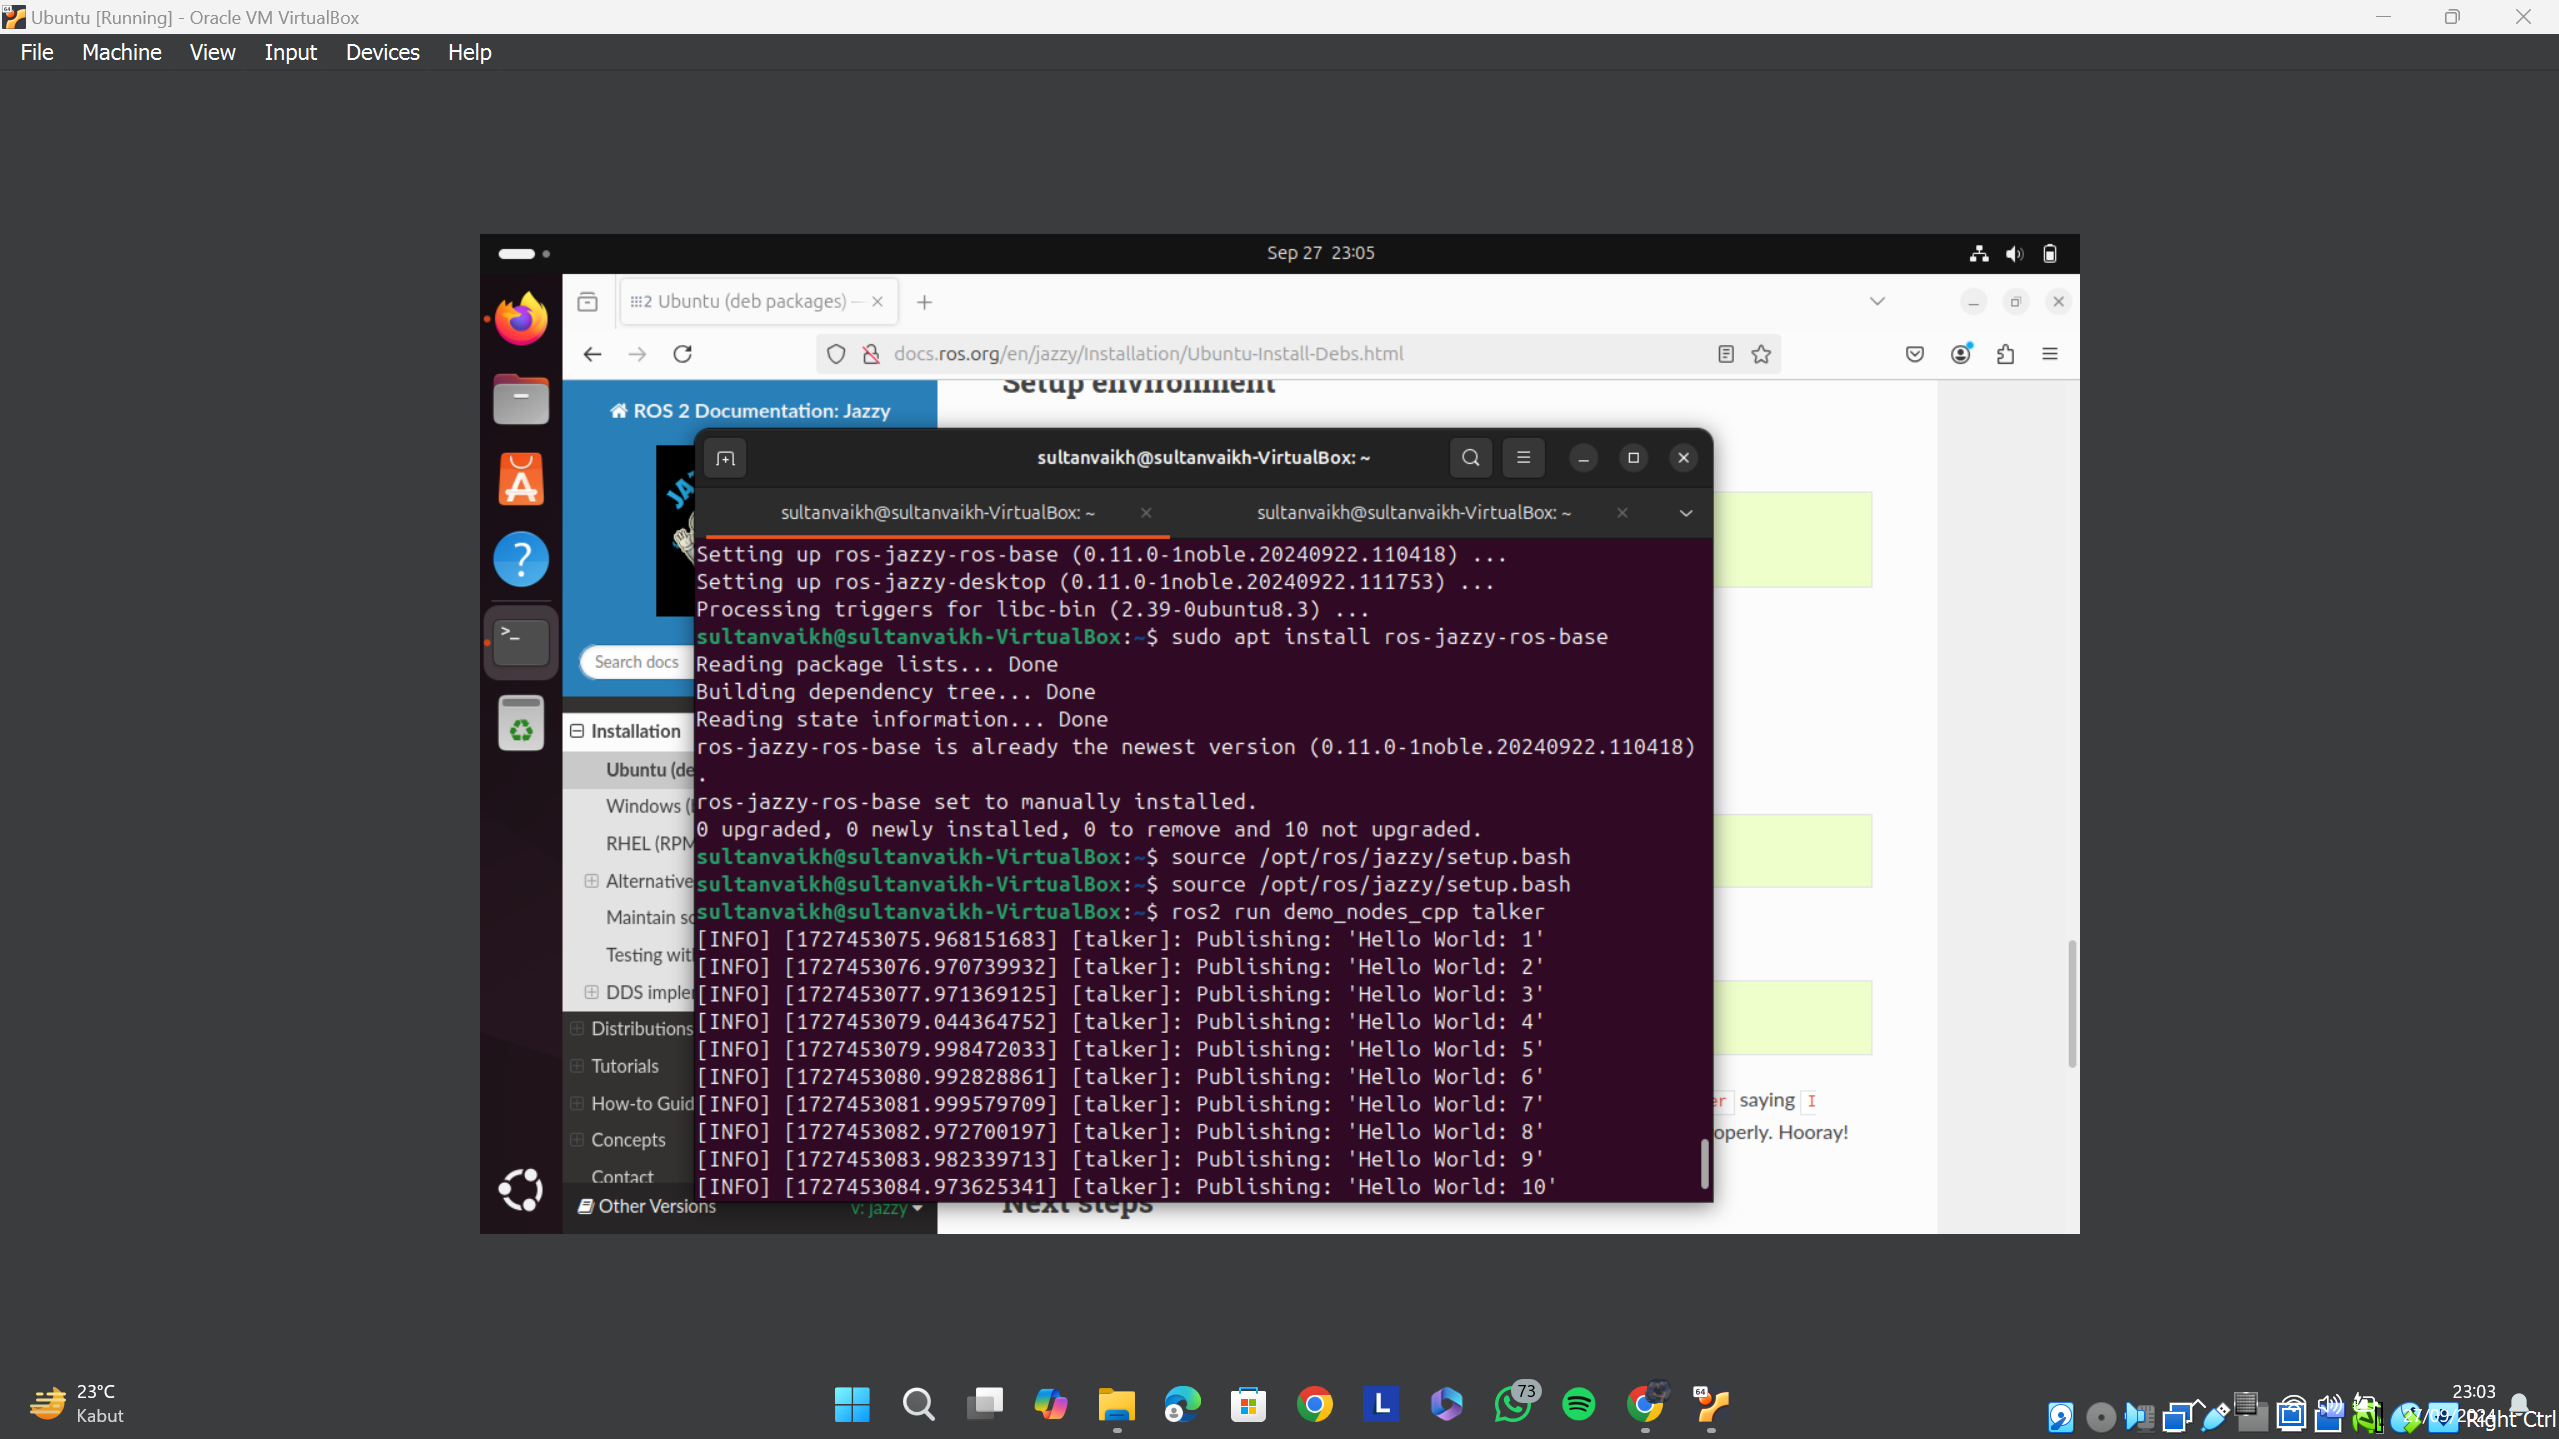 Ubuntu [Running] - Oracle VM VirtualBox
File Machine View Input Devices Help
Sep 27 23:05
Ubuntu (deb packages) —
docs.ros.org/en/jazzy/Installation/Ubuntu-Install-Debs.html
Setup environment
ROS 2 Documentation: Jazzy
Search docs
Installation
Ubuntu (de
Windows (
RHEL (RPM
Alternative
Maintain so
Testing wit
DDS imple
Distributions
Tutorials
How-to Guid
Concepts
Contact
Other Versions
v: jazzy
sultanvaikh@sultanvaikh-VirtualBox: ~
sultanvaikh@sultanvaikh-VirtualBox: ~
sultanvaikh@sultanvaikh-VirtualBox: ~
Setting up ros-jazzy-ros-base (0.11.0-1noble.20240922.110418) ...
Setting up ros-jazzy-desktop (0.11.0-1noble.20240922.111753) ...
Processing triggers for libc-bin (2.39-0ubuntu8.3) ...
sultanvaikh@sultanvaikh-VirtualBox:~$ sudo apt install ros-jazzy-ros-base
Reading package lists... Done
Building dependency tree... Done
Reading state information... Done
ros-jazzy-ros-base is already the newest version (0.11.0-1noble.20240922.110418)
.
ros-jazzy-ros-base set to manually installed.
0 upgraded, 0 newly installed, 0 to remove and 10 not upgraded.
sultanvaikh@sultanvaikh-VirtualBox:~$ source /opt/ros/jazzy/setup.bash
sultanvaikh@sultanvaikh-VirtualBox:~$ source /opt/ros/jazzy/setup.bash
sultanvaikh@sultanvaikh-VirtualBox:~$ ros2 run demo_nodes_cpp talker
[INFO] [1727453075.968151683] [talker]: Publishing: 'Hello World: 1'
[INFO] [1727453076.970739932] [talker]: Publishing: 'Hello World: 2'
[INFO] [1727453077.971369125] [talker]: Publishing: 'Hello World: 3'
[INFO] [1727453079.044364752] [talker]: Publishing: 'Hello World: 4'
[INFO] [1727453079.998472033] [talker]: Publishing: 'Hello World: 5'
[INFO] [1727453080.992828861] [talker]: Publishing: 'Hello World: 6'
[INFO] [1727453081.999579709] [talker]: Publishing: 'Hello World: 7'
[INFO] [1727453082.972700197] [talker]: Publishing: 'Hello World: 8'
[INFO] [1727453083.982339713] [talker]: Publishing: 'Hello World: 9'
[INFO] [1727453084.973625341] [talker]: Publishing: 'Hello World: 10'
er saying I
operly. Hooray!
Next steps
23°C
Kabut
64
L
73
23:03
27/09/2024
Right Ctrl